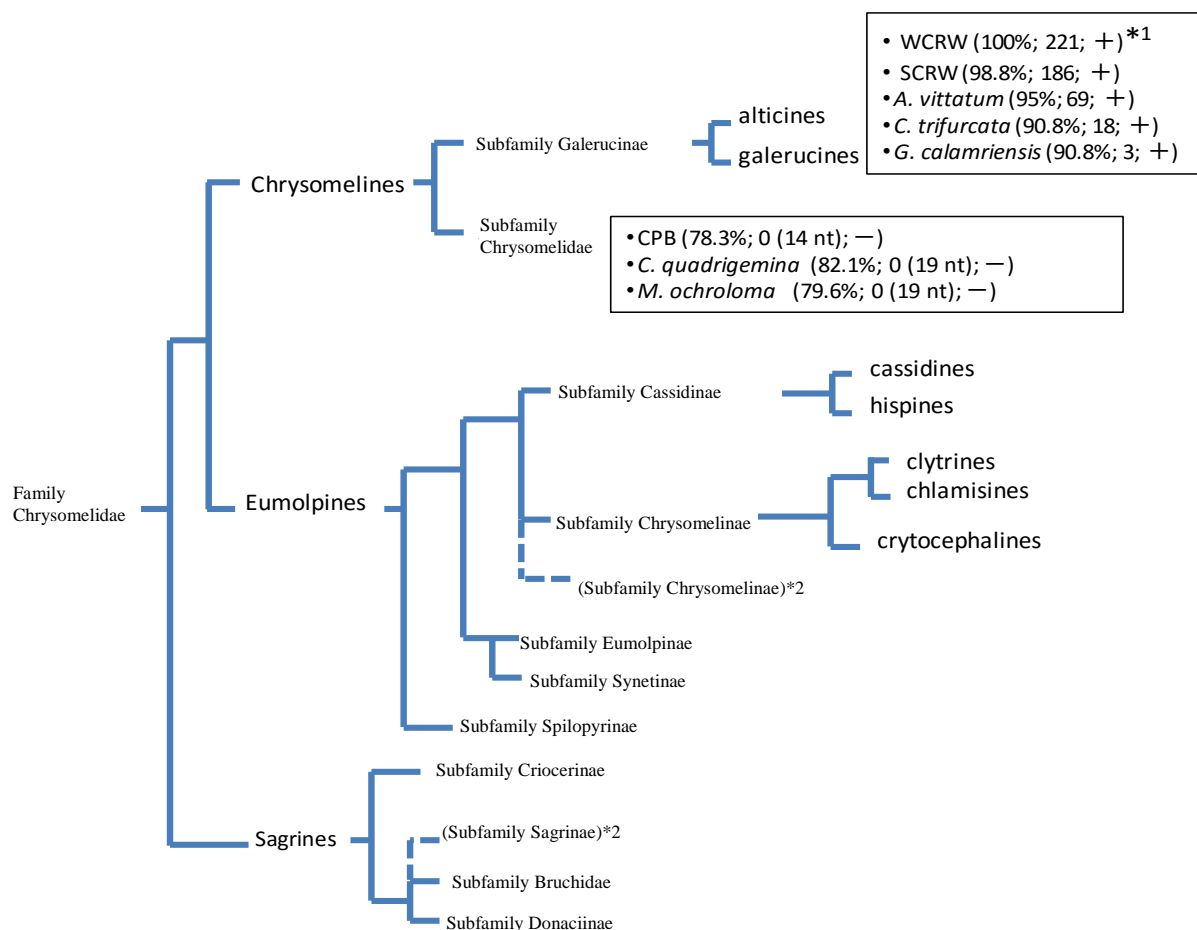 • WCRW (100%; 221; +)*1
• SCRW (98.8%; 186; +)
• A. vittatum (95%; 69; +)
• C. trifurcata (90.8%; 18; +)
• G. calamriensis (90.8%; 3; +)
alticines
Subfamily Galerucinae
galerucines
Chrysomelines
Subfamily
Chrysomelidae
• CPB (78.3%; 0 (14 nt); —)
• C. quadrigemina (82.1%; 0 (19 nt); —)
• M. ochroloma (79.6%; 0 (19 nt); —)
cassidines
Subfamily Cassidinae
hispines
clytrines
chlamisines
Family
Chrysomelidae
Eumolpines
Subfamily Chrysomelinae
crytocephalines
(Subfamily Chrysomelinae)*2
Subfamily Eumolpinae
Subfamily Synetinae
Subfamily Spilopyrinae
Subfamily Criocerinae
Sagrines
(Subfamily Sagrinae)*2
Subfamily Bruchidae
Subfamily Donaciinae